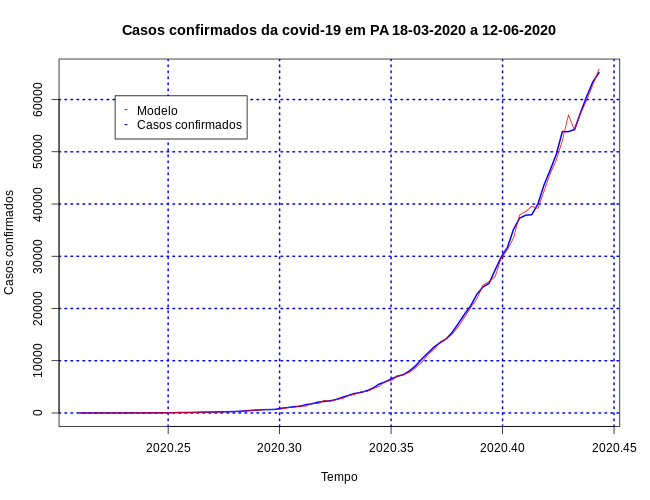 Casos confirmados da covid-19 em PA 18-03-2020 a 12-06-2020
Modelo
Casos confirmados
Casos confirmados
60000
50000
40000
30000
20000
10000
0
2020.25 2020.30 2020.35 2020.40 2020.45
Tempo